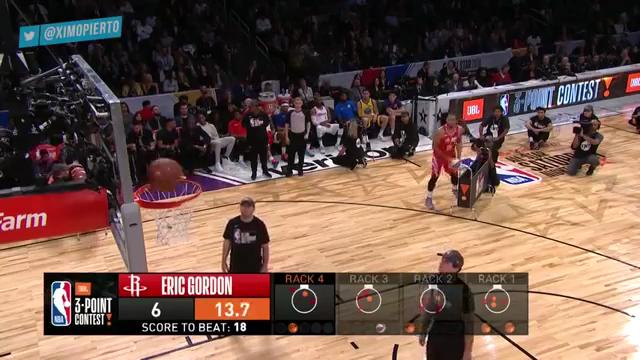 @XIMOPIERTO
JBL
3-POINT CONTEST
JBL
Farm
JBL
3-POINT
CONTEST
NBA
ERIC GORDON
6
13.7
SCORE TO BEAT: 18
RACK 4
RACK 3
RACK 2
RACK 1